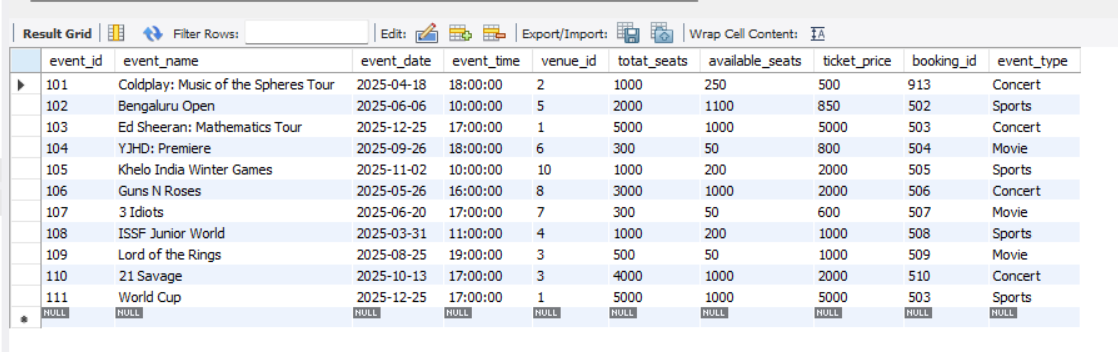 Result Grid Filter Rows: Edit: Export/Import: Wrap Cell Content: IA
event_id event_name event_date event_time venue_id totat_seats available_seats ticket_price booking_id event_type
101 Coldplay: Music of the Spheres Tour 2025-04-18 18:00:00 2 1000 250 500 913 Concert
102 Bengaluru Open 2025-06-06 10:00:00 5 2000 1100 850 502 Sports
103 Ed Sheeran: Mathematics Tour 2025-12-25 17:00:00 1 5000 1000 5000 503 Concert
104 YJHD: Premiere 2025-09-26 18:00:00 6 300 50 800 504 Movie
105 Khelo India Winter Games 2025-11-02 10:00:00 10 1000 200 2000 505 Sports
106 Guns N Roses 2025-05-26 16:00:00 8 3000 1000 2000 506 Concert
107 3 Idiots 2025-06-20 17:00:00 7 300 50 600 507 Movie
108 ISSF Junior World 2025-03-31 11:00:00 4 1000 200 1000 508 Sports
109 Lord of the Rings 2025-08-25 19:00:00 3 500 50 1000 509 Movie
110 21 Savage 2025-10-13 17:00:00 3 4000 1000 2000 510 Concert
111 World Cup 2025-12-25 17:00:00 1 5000 1000 5000 503 Sports
NULL NULL NULL NULL NULL NULL NULL NULL NULL NULL